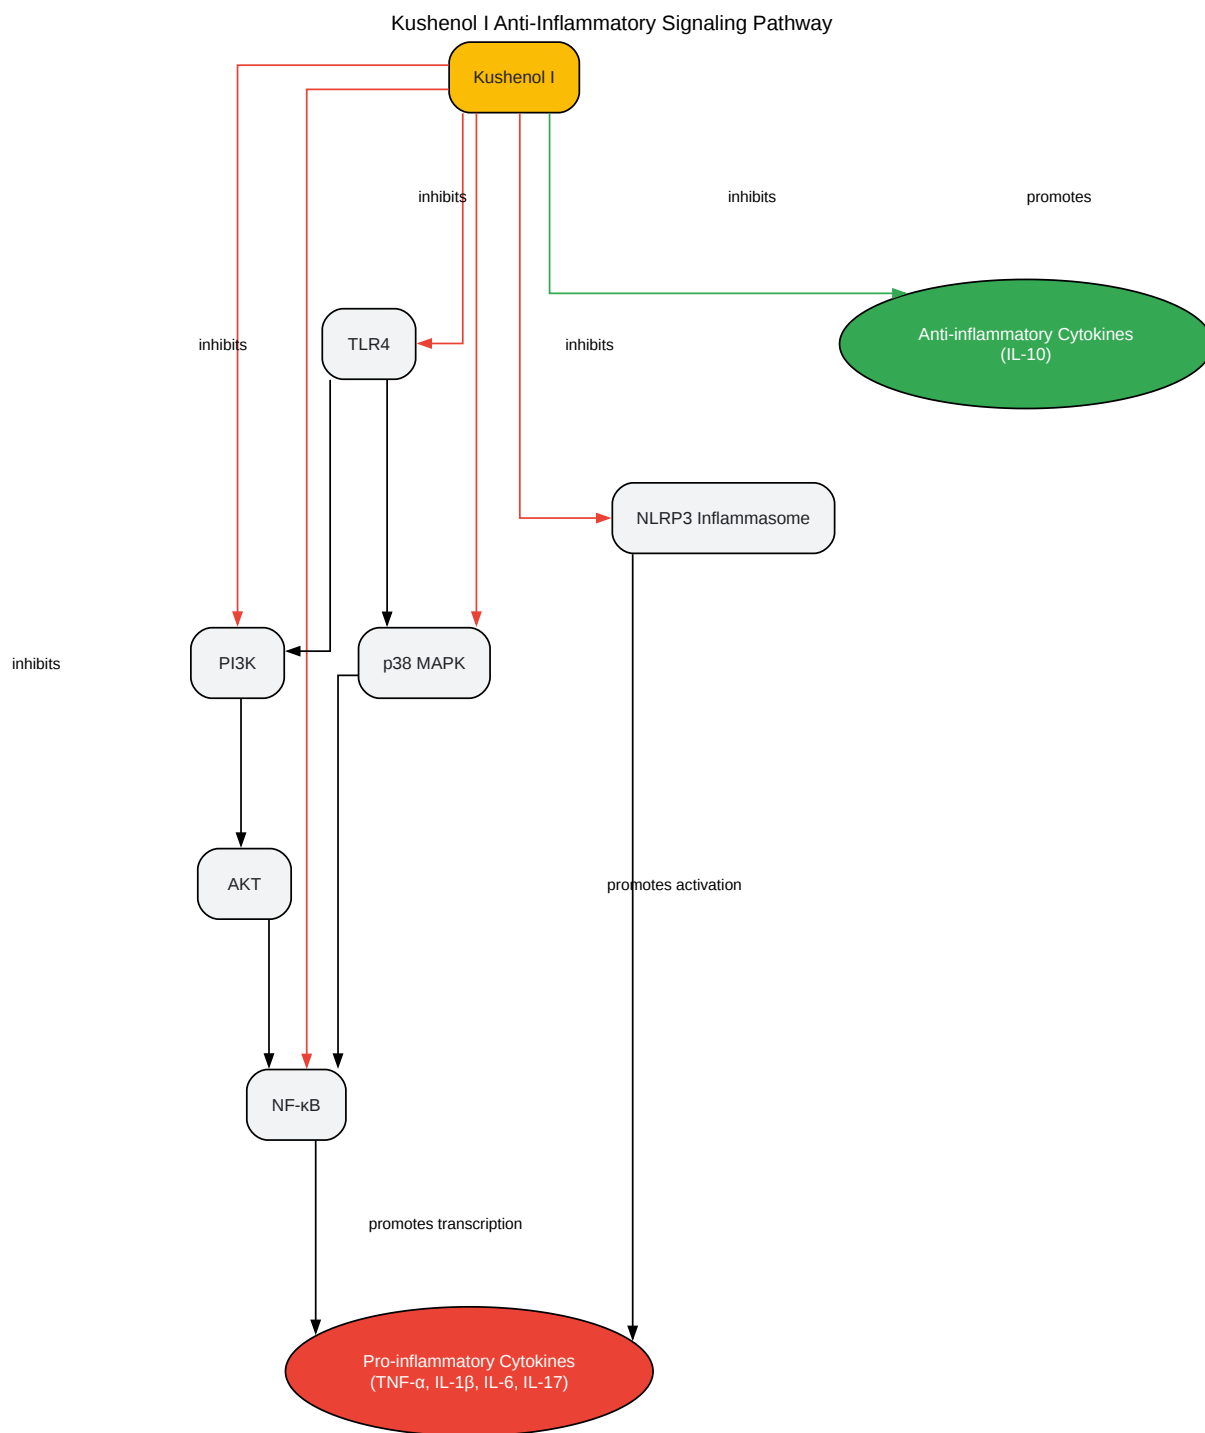 Kushenol I Anti-Inflammatory Signaling Pathway
Kushenol I
inhibits
inhibits
promotes
Anti-inflammatory Cytokines
(IL-10)
inhibits
TLR4
inhibits
NLRP3 Inflammasome
inhibits
PI3K
p38 MAPK
AKT
promotes activation
NF-κB
promotes transcription
Pro-inflammatory Cytokines
(TNF-α, IL-1β, IL-6, IL-17)